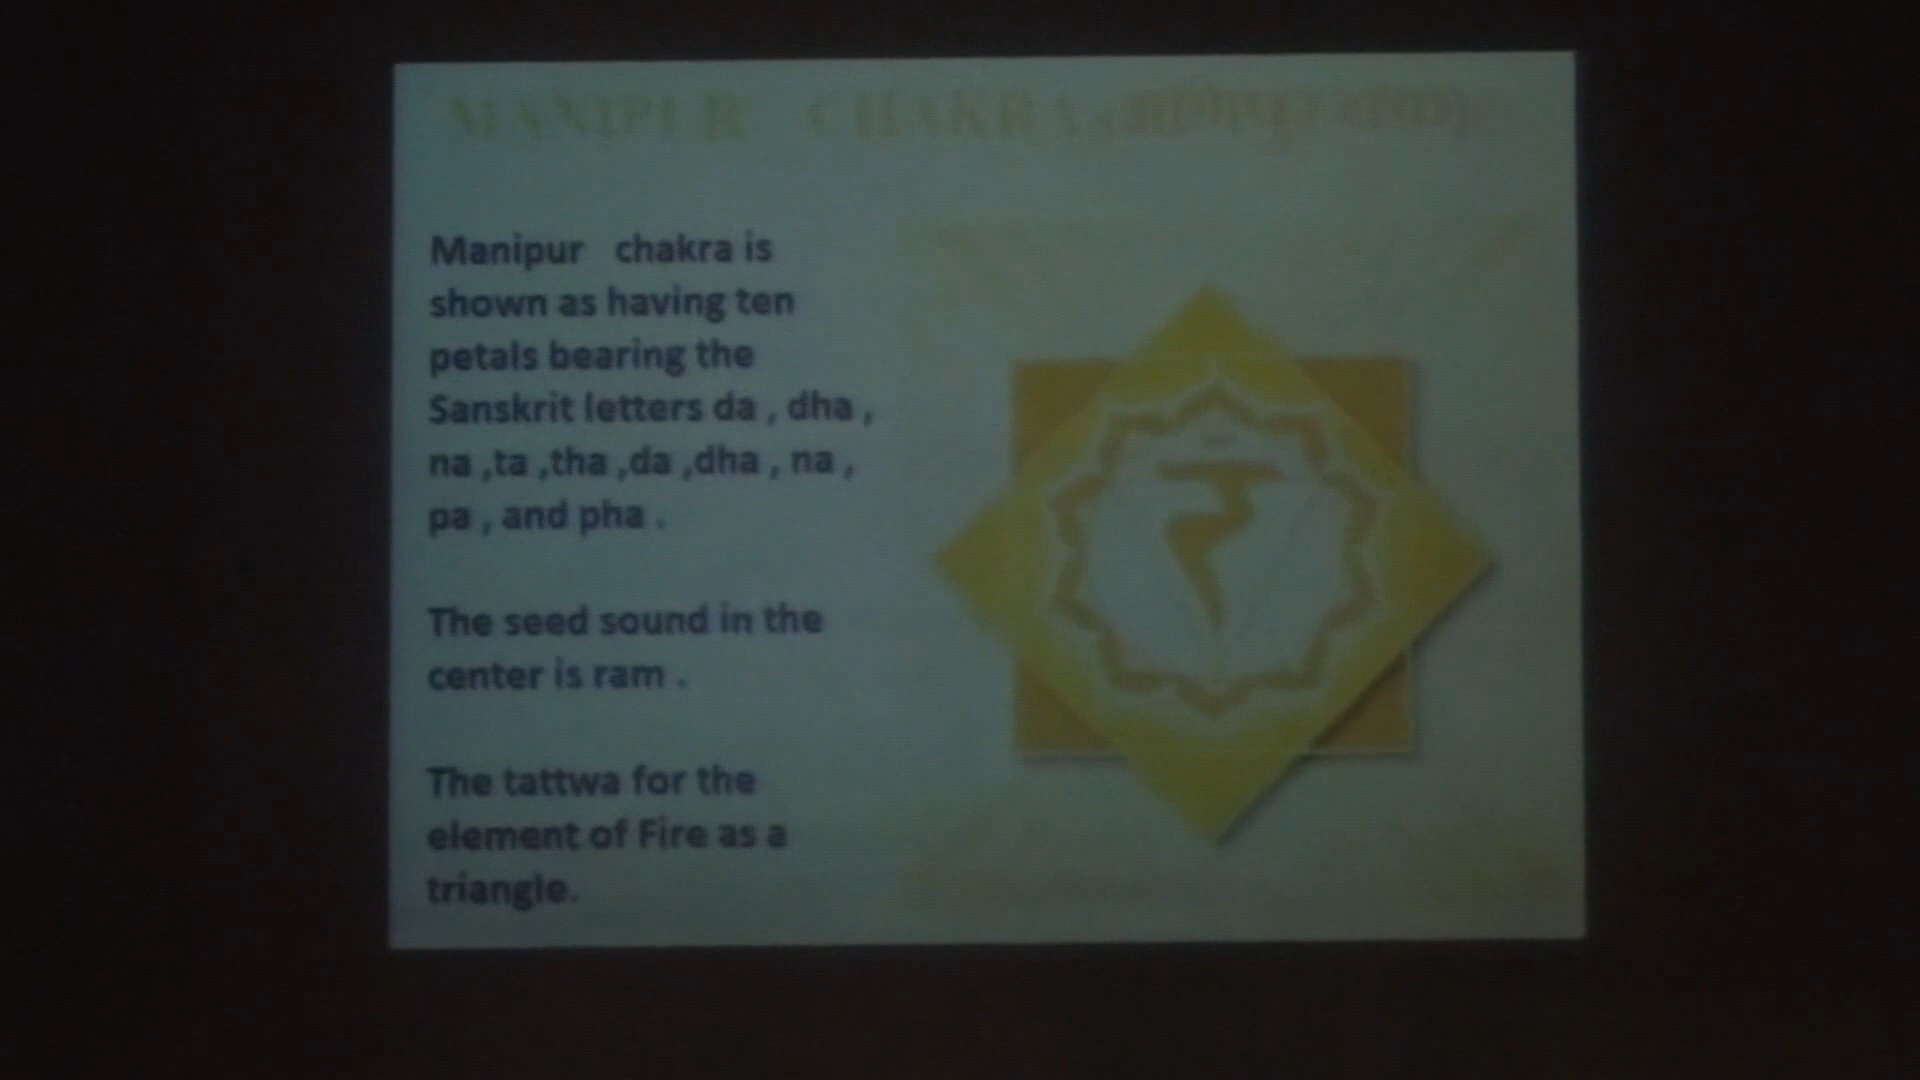 MANIPUR CHAKRA
Manipur chakra is
shown as having ten
petals bearing the
Sanskrit letters da , dha ,
na ,ta ,tha ,da ,dha , na ,
pa , and pha .
The seed sound in the
center is ram .
The tattwa for the
element of Fire as a
triangle.